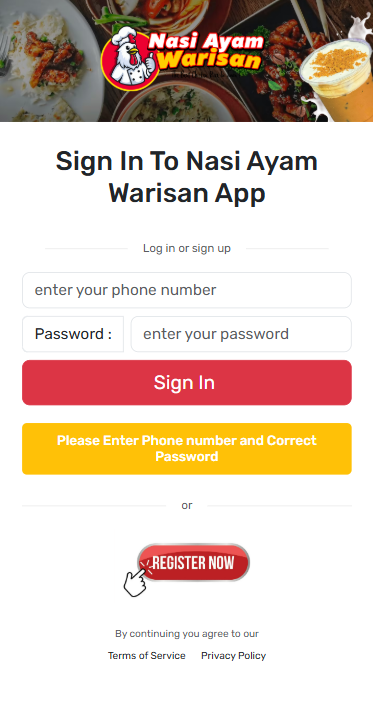 Nasi Ayam
Warisan
Sign In To Nasi Ayam
Warisan App
Log in or sign up
enter your phone number
Password :
enter your password
Sign In
Please Enter Phone number and Correct
Password
or
REGISTER NOW
By continuing you agree to our
Terms of Service
Privacy Policy